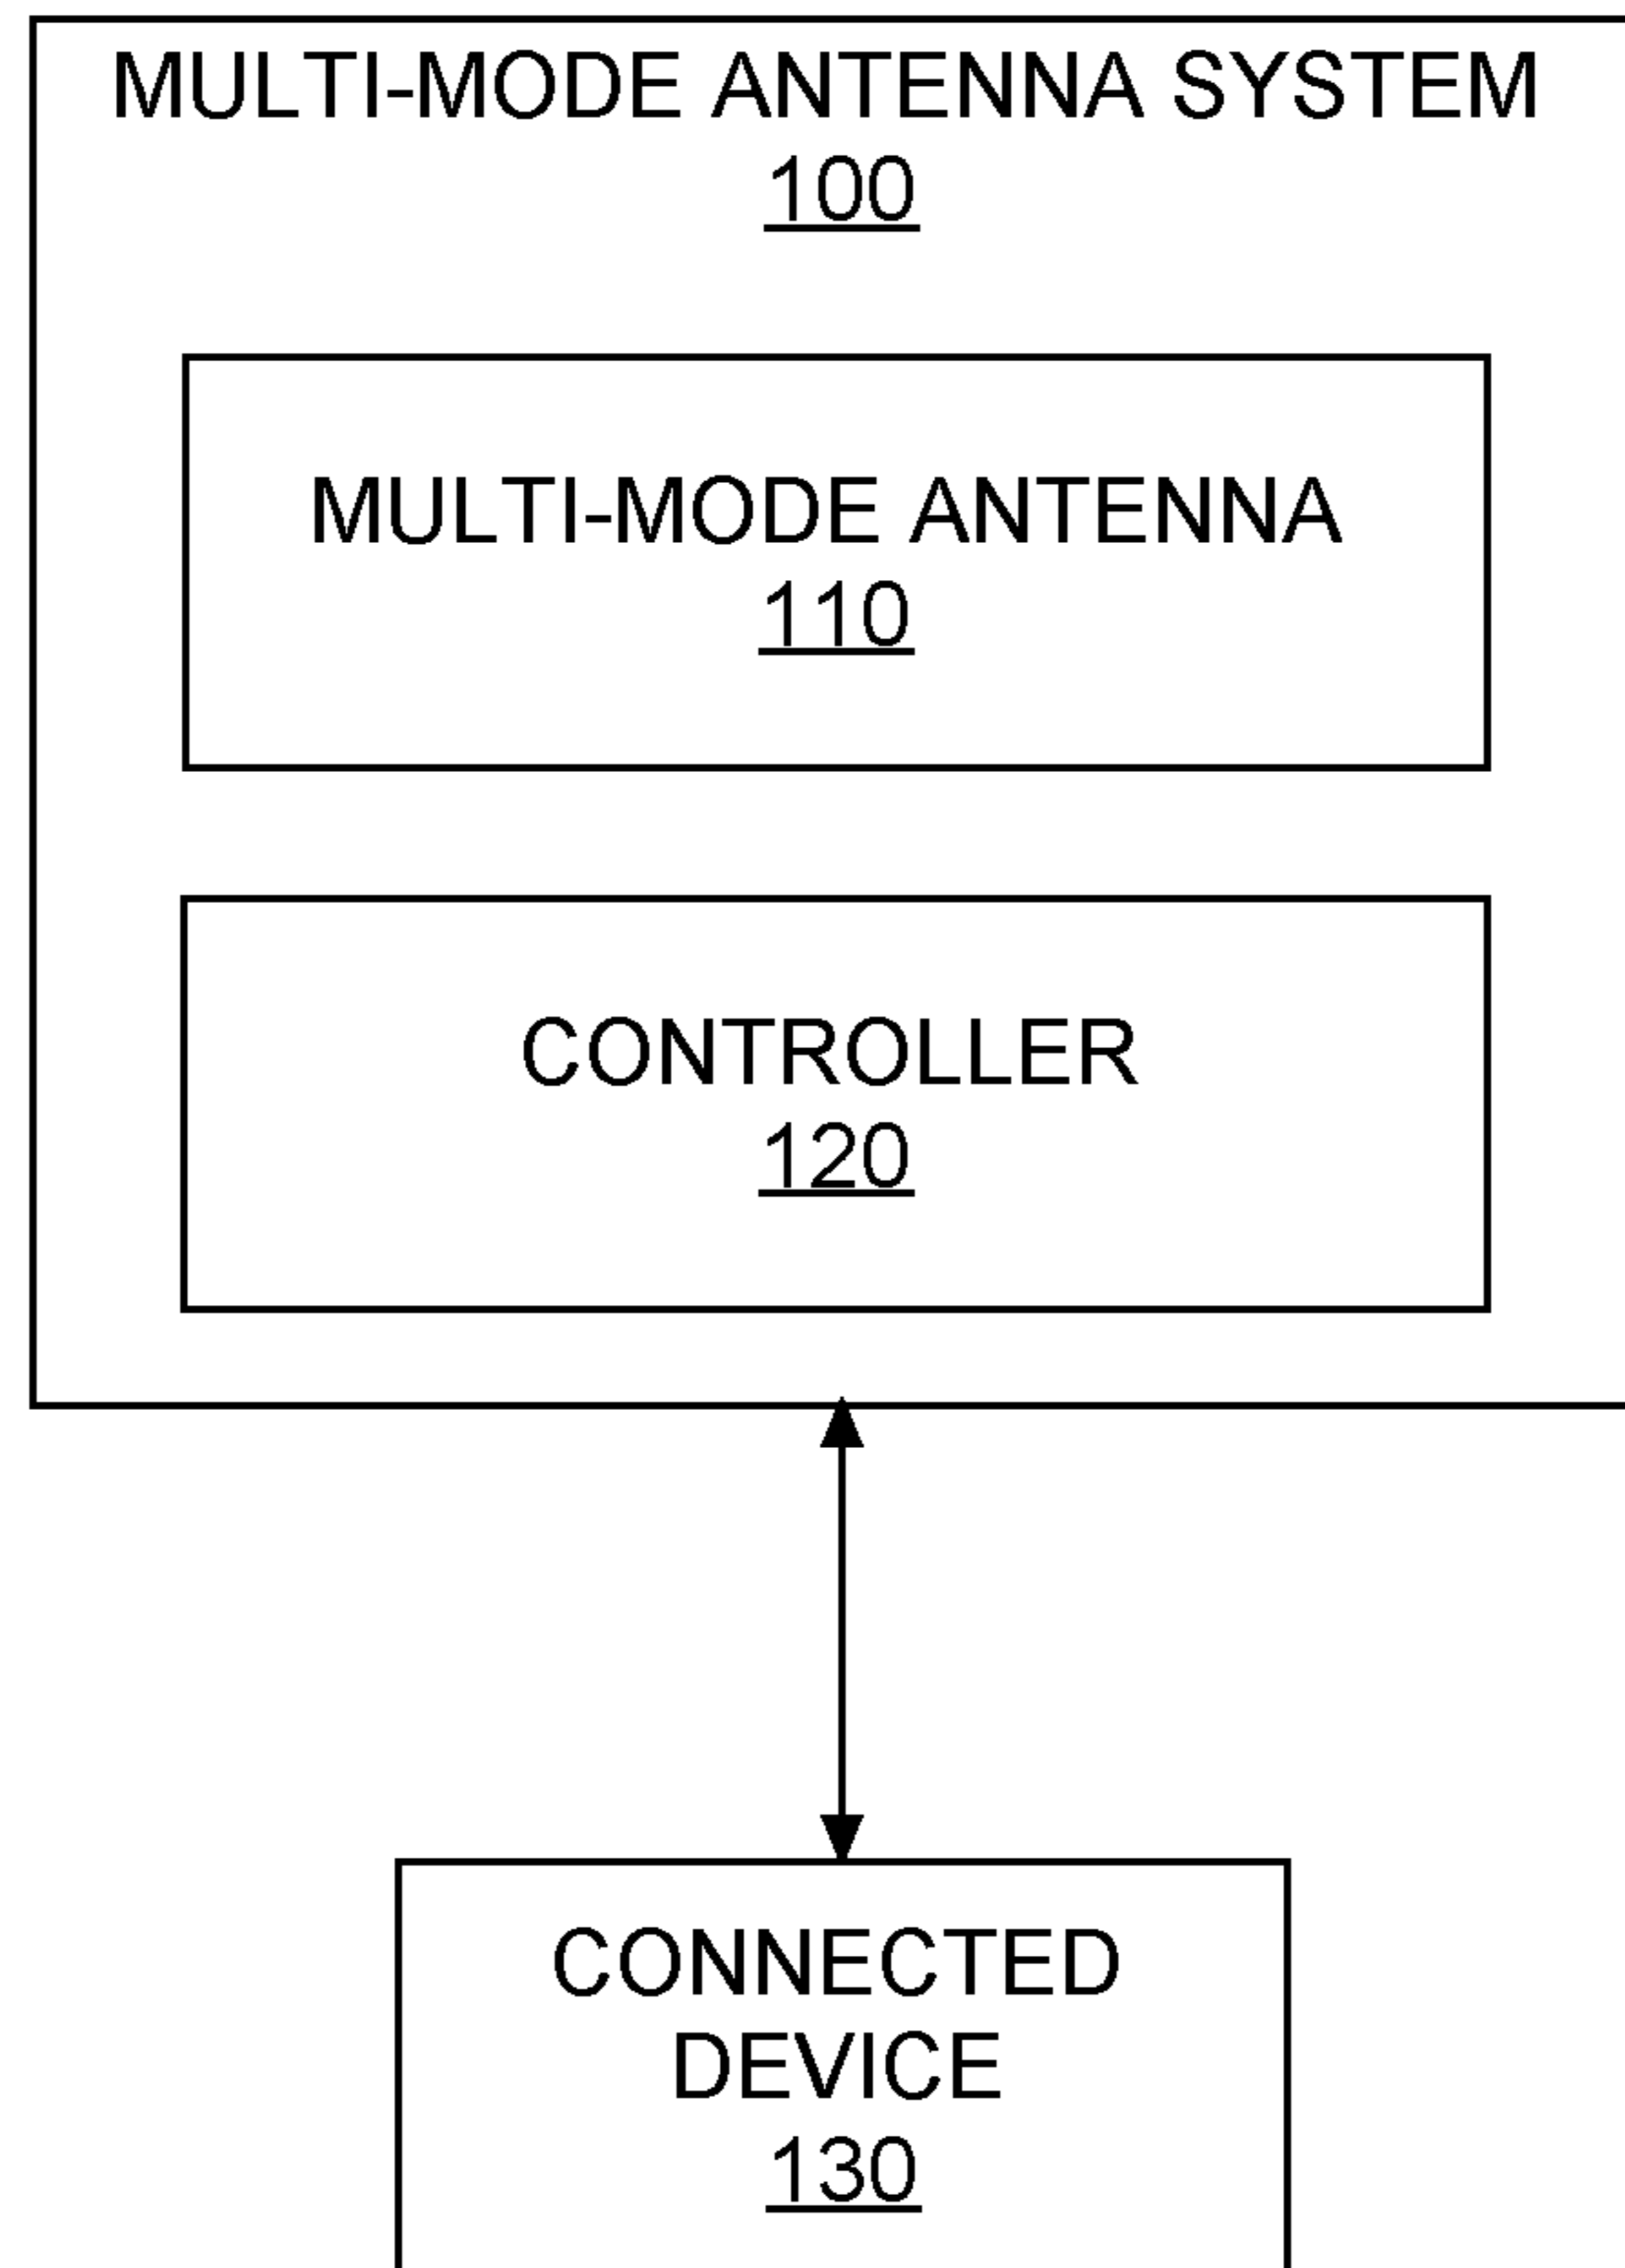 MULTI-MODE ANTENNA SYSTEM
100
MULTI-MODE ANTENNA
110
CONTROLLER
120
CONNECTED
DEVICE
130